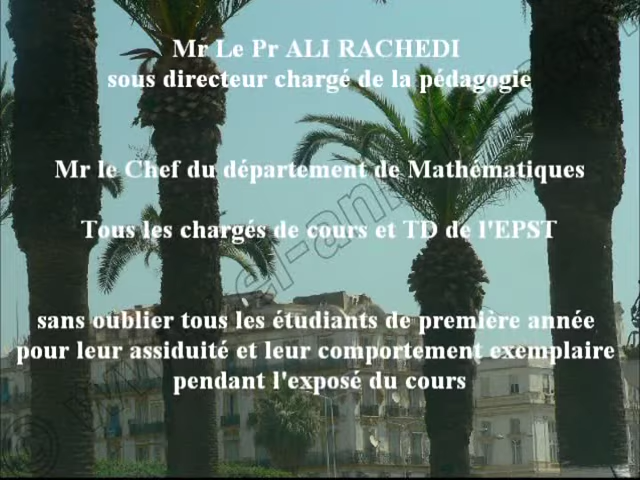 Mr Le Pr ALI RACHEDI
sous directeur chargé de la pédagogie
Mr le Chef du département de Mathématiques
Tous les chargés de cours et TD de l'EPST
sans oublier tous les étudiants de première année
pour leur assiduité et leur comportement exemplaire
pendant l'exposé du cours